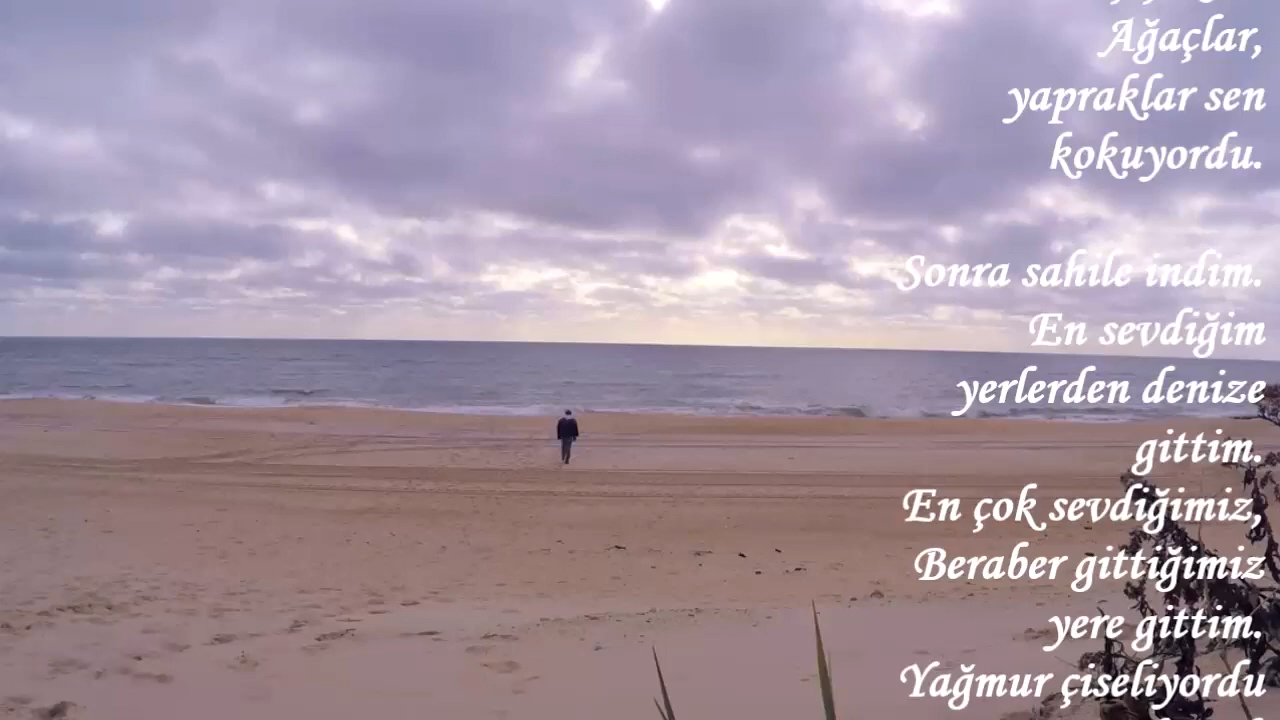 Ağaçlar,
yapraklar sen
kokuyordu.
Sonra sahile indim.
En sevdiğim
yerlerden denize
gittim.
En çok sevdiğimiz,
Beraber gittiğimiz
yere gittim.
Yağmur çiseliyordu